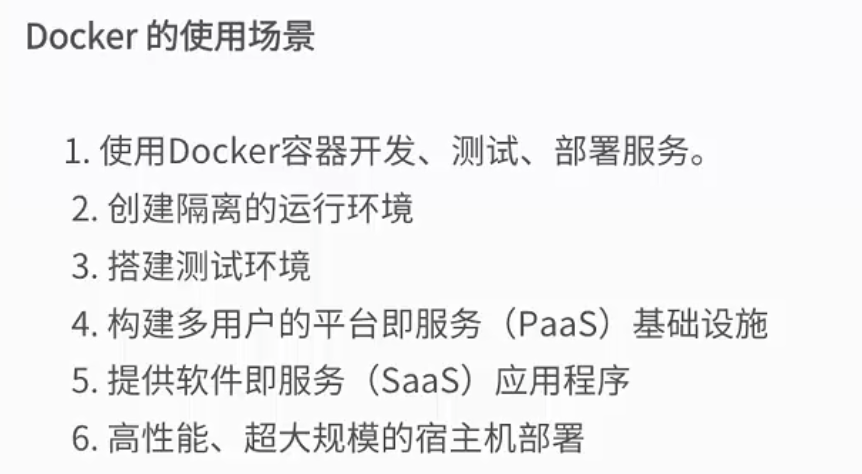 Docker 的使用场景
1. 使用Docker容器开发、测试、部署服务。
2. 创建隔离的运行环境
3. 搭建测试环境
4. 构建多用户的平台即服务（PaaS）基础设施
5. 提供软件即服务（SaaS）应用程序
6. 高性能、超大规模的宿主机部署